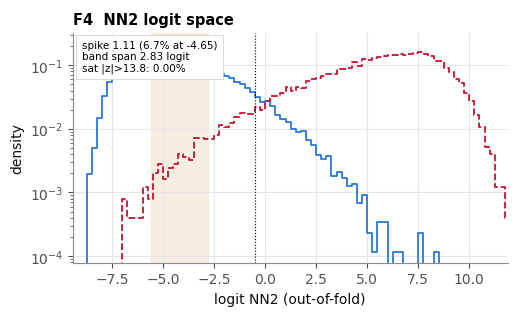 F4  NN2 logit space
spike 1.11 (6.7% at -4.65)
band span 2.83 logit
sat |z|>13.8: 0.00%
density
10⁻¹
10⁻²
10⁻³
10⁻⁴
−7.5 −5.0 −2.5 0.0 2.5 5.0 7.5 10.0
logit NN2 (out-of-fold)